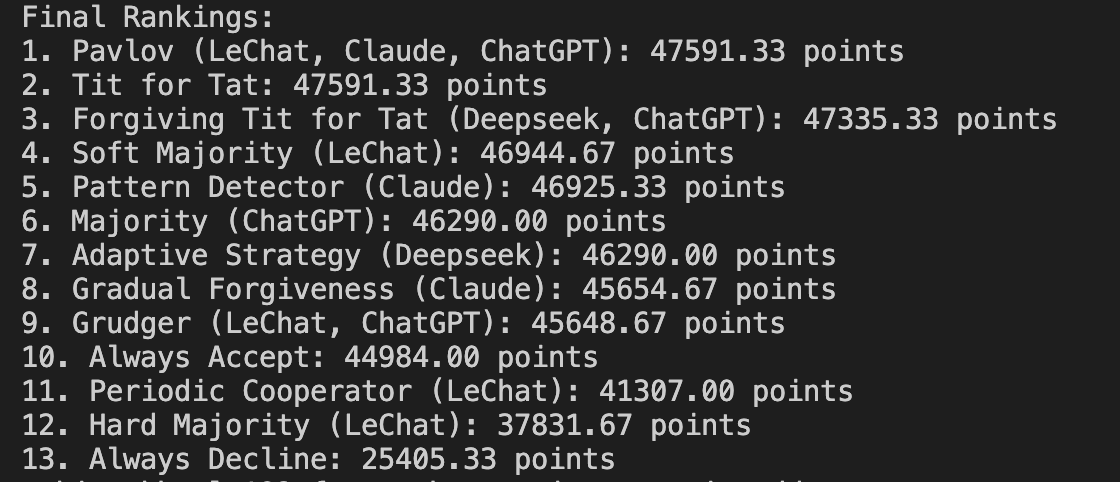 Final Rankings:
1. Pavlov (LeChat, Claude, ChatGPT): 47591.33 points
2. Tit for Tat: 47591.33 points
3. Forgiving Tit for Tat (Deepseek, ChatGPT): 47335.33 points
4. Soft Majority (LeChat): 46944.67 points
5. Pattern Detector (Claude): 46925.33 points
6. Majority (ChatGPT): 46290.00 points
7. Adaptive Strategy (Deepseek): 46290.00 points
8. Gradual Forgiveness (Claude): 45654.67 points
9. Grudger (LeChat, ChatGPT): 45648.67 points
10. Always Accept: 44984.00 points
11. Periodic Cooperator (LeChat): 41307.00 points
12. Hard Majority (LeChat): 37831.67 points
13. Always Decline: 25405.33 points